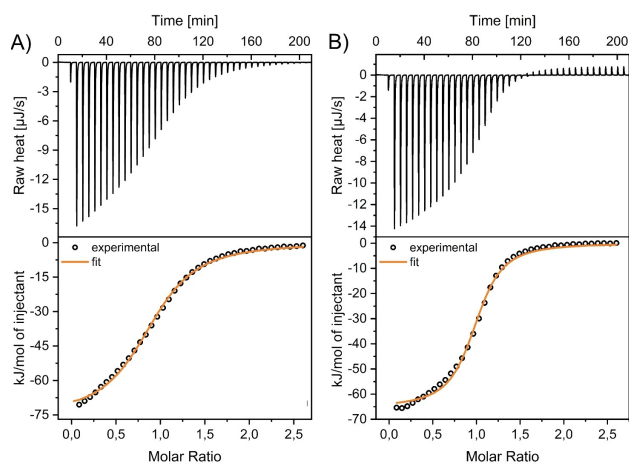 A)
Time [min]
0 40 80 120 160 200
Raw heat [µJ/s]
0
-3
-6
-9
-12
-15
experimental
fit
kJ/mol of injectant
0
-15
-30
-45
-60
-75
0,0 0,5 1,0 1,5 2,0 2,5
Molar Ratio
B)
Time [min]
0 40 80 120 160 200
Raw heat [µJ/s]
0
-2
-4
-6
-8
-10
-12
-14
experimental
fit
kJ/mol of injectant
0
-10
-20
-30
-40
-50
-60
-70
0,0 0,5 1,0 1,5 2,0 2,5
Molar Ratio